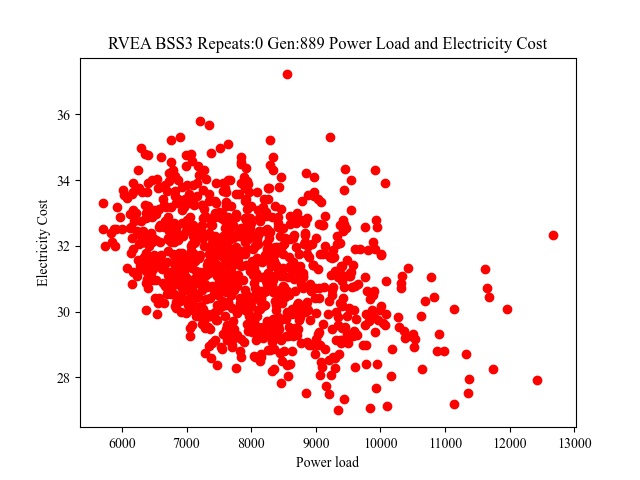 RVEA BSS3 Repeats:0 Gen:889 Power Load and Electricity Cost
Electricity Cost
36
34
32
30
28
6000 7000 8000 9000 10000 11000 12000 13000
Power load